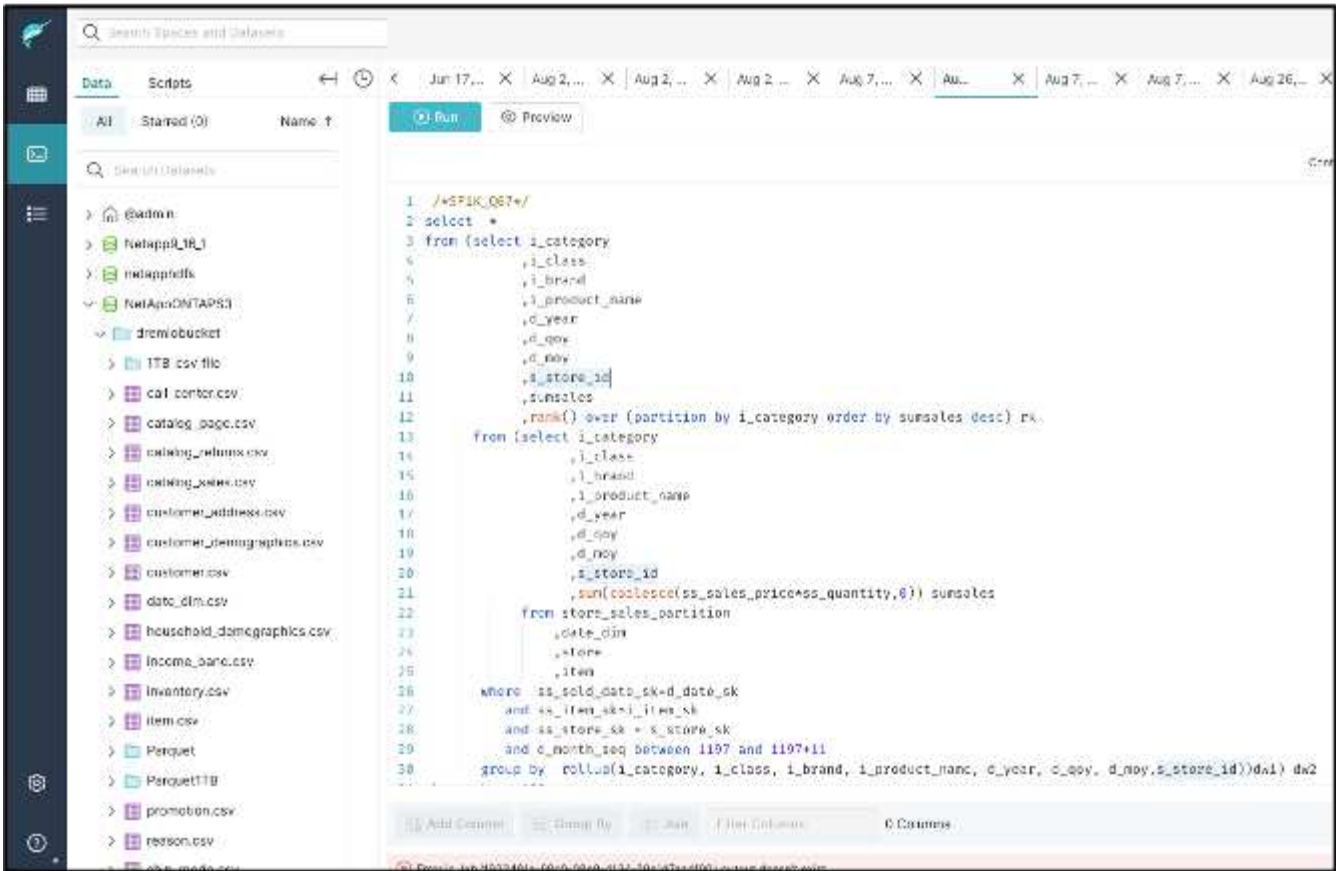 Search Spaces and Datasets
Data
Scripts
Jun 17,...
Aug 2, ...
Aug 2, ...
Aug 2 ...
Aug 7, ...
Au...
Aug 7, ...
Aug 7, ...
Aug 26,...
All
Starred (0)
Name ↑
Run
Preview
Search Datasets
@admin
netapphdfs
NetAppONTAPS3
dremiobucket
1TB csv file
call_center.csv
catalog_page.csv
catalog_returns.csv
catalog_sales.csv
customer_address.csv
customer_demographics.csv
customer.csv
date_dim.csv
household_demographics.csv
income_band.csv
inventory.csv
item.csv
Parquet
Parquet1TB
promotion.csv
reason.csv
ship_mode.csv
1 /*SF1K_Q67*/
2 select *
3 from (select i_category
4 ,i_class
5 ,i_brand
6 ,i_product_name
7 ,d_year
8 ,d_qoy
9 ,d_moy
10 ,s_store_id
11 ,sumsales
12 ,rank() over (partition by i_category order by sumsales desc) rk
13 from (select i_category
14 ,i_class
15 ,i_brand
16 ,i_product_name
17 ,d_year
18 ,d_qoy
19 ,d_moy
20 ,s_store_id
21 ,sum(coalesce(ss_sales_price*ss_quantity,0)) sumsales
22 from store_sales_partition
23 ,date_dim
24 ,store
25 ,item
26 where ss_sold_date_sk=d_date_sk
27 and ss_item_sk=i_item_sk
28 and ss_store_sk = s_store_sk
29 and d_month_seq between 1197 and 1197+11
30 group by rollup(i_category, i_class, i_brand, i_product_name, d_year, d_qoy, d_moy,s_store_id))dw1) dw2
Add Column
Group By
Join
Filter Columns
0 Columns